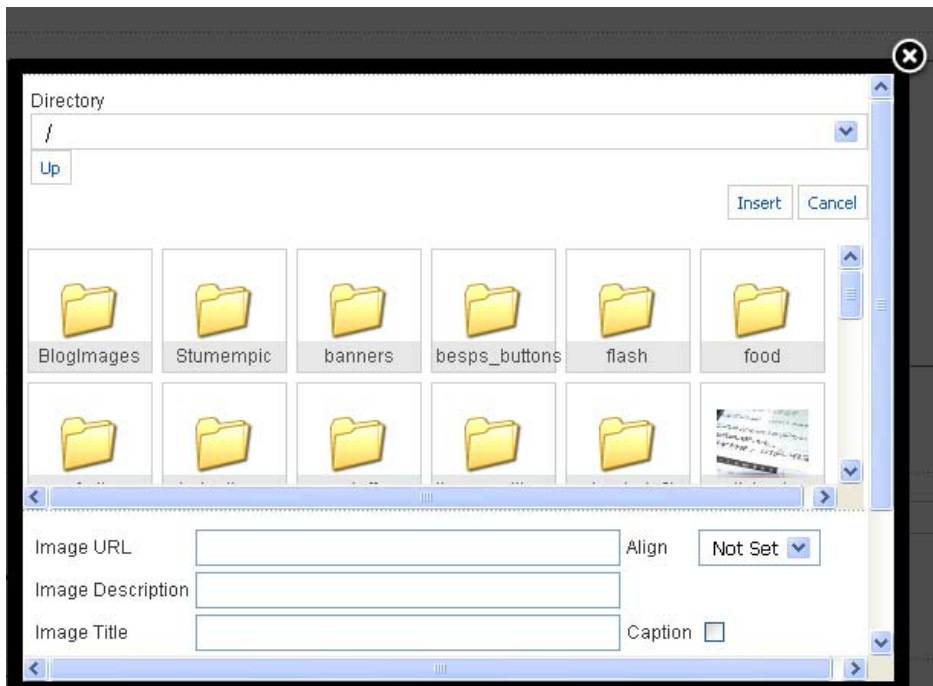 Directory
/
Up
Insert Cancel
BlogImages Stumempic banners besps_buttons flash food
Image URL Align Not Set
Image Description
Image Title Caption